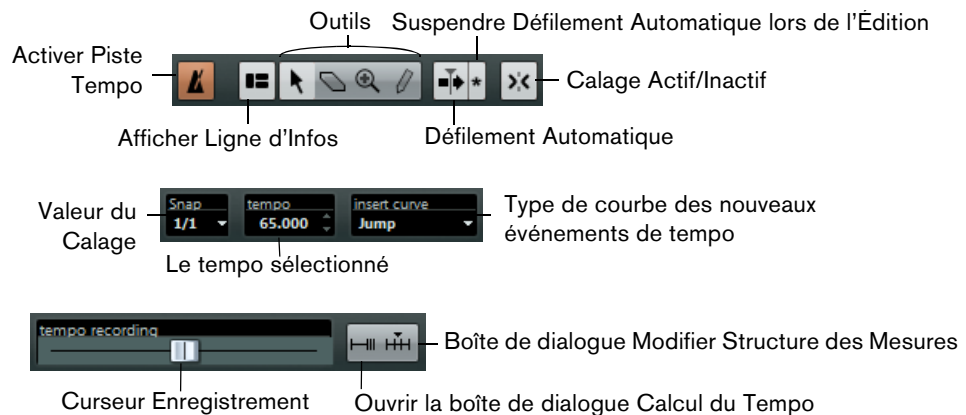 Outils
Suspendre Défilement Automatique lors de l'Édition
Activer Piste
Tempo
*
Calage Actif/Inactif
Afficher Ligne d'Infos
Défilement Automatique
Valeur du
Calage
Snap
1/1
tempo
65.000
insert curve
Jump
Type de courbe des nouveaux
événements de tempo
Le tempo sélectionné
tempo recording
Boîte de dialogue Modifier Structure des Mesures
Curseur Enregistrement
Ouvrir la boîte de dialogue Calcul du Tempo